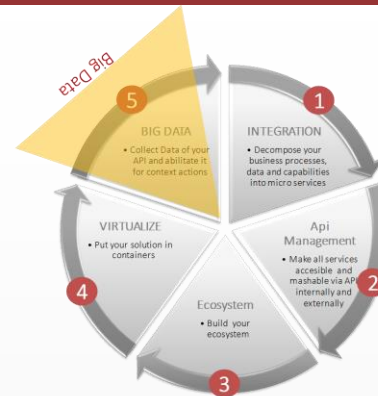 Big Data
5
BIG DATA
• Collect Data of your
API and abilitate it
for context actions
1
INTEGRATION
• Decompose your
business processes,
data and capabilities
into micro services
Api
Management
• Make all services
accesible and
mashable via API
internally and
externally
2
Ecosystem
• Build your
ecosystem
3
VIRTUALIZE
• Put your solution in
containers
4